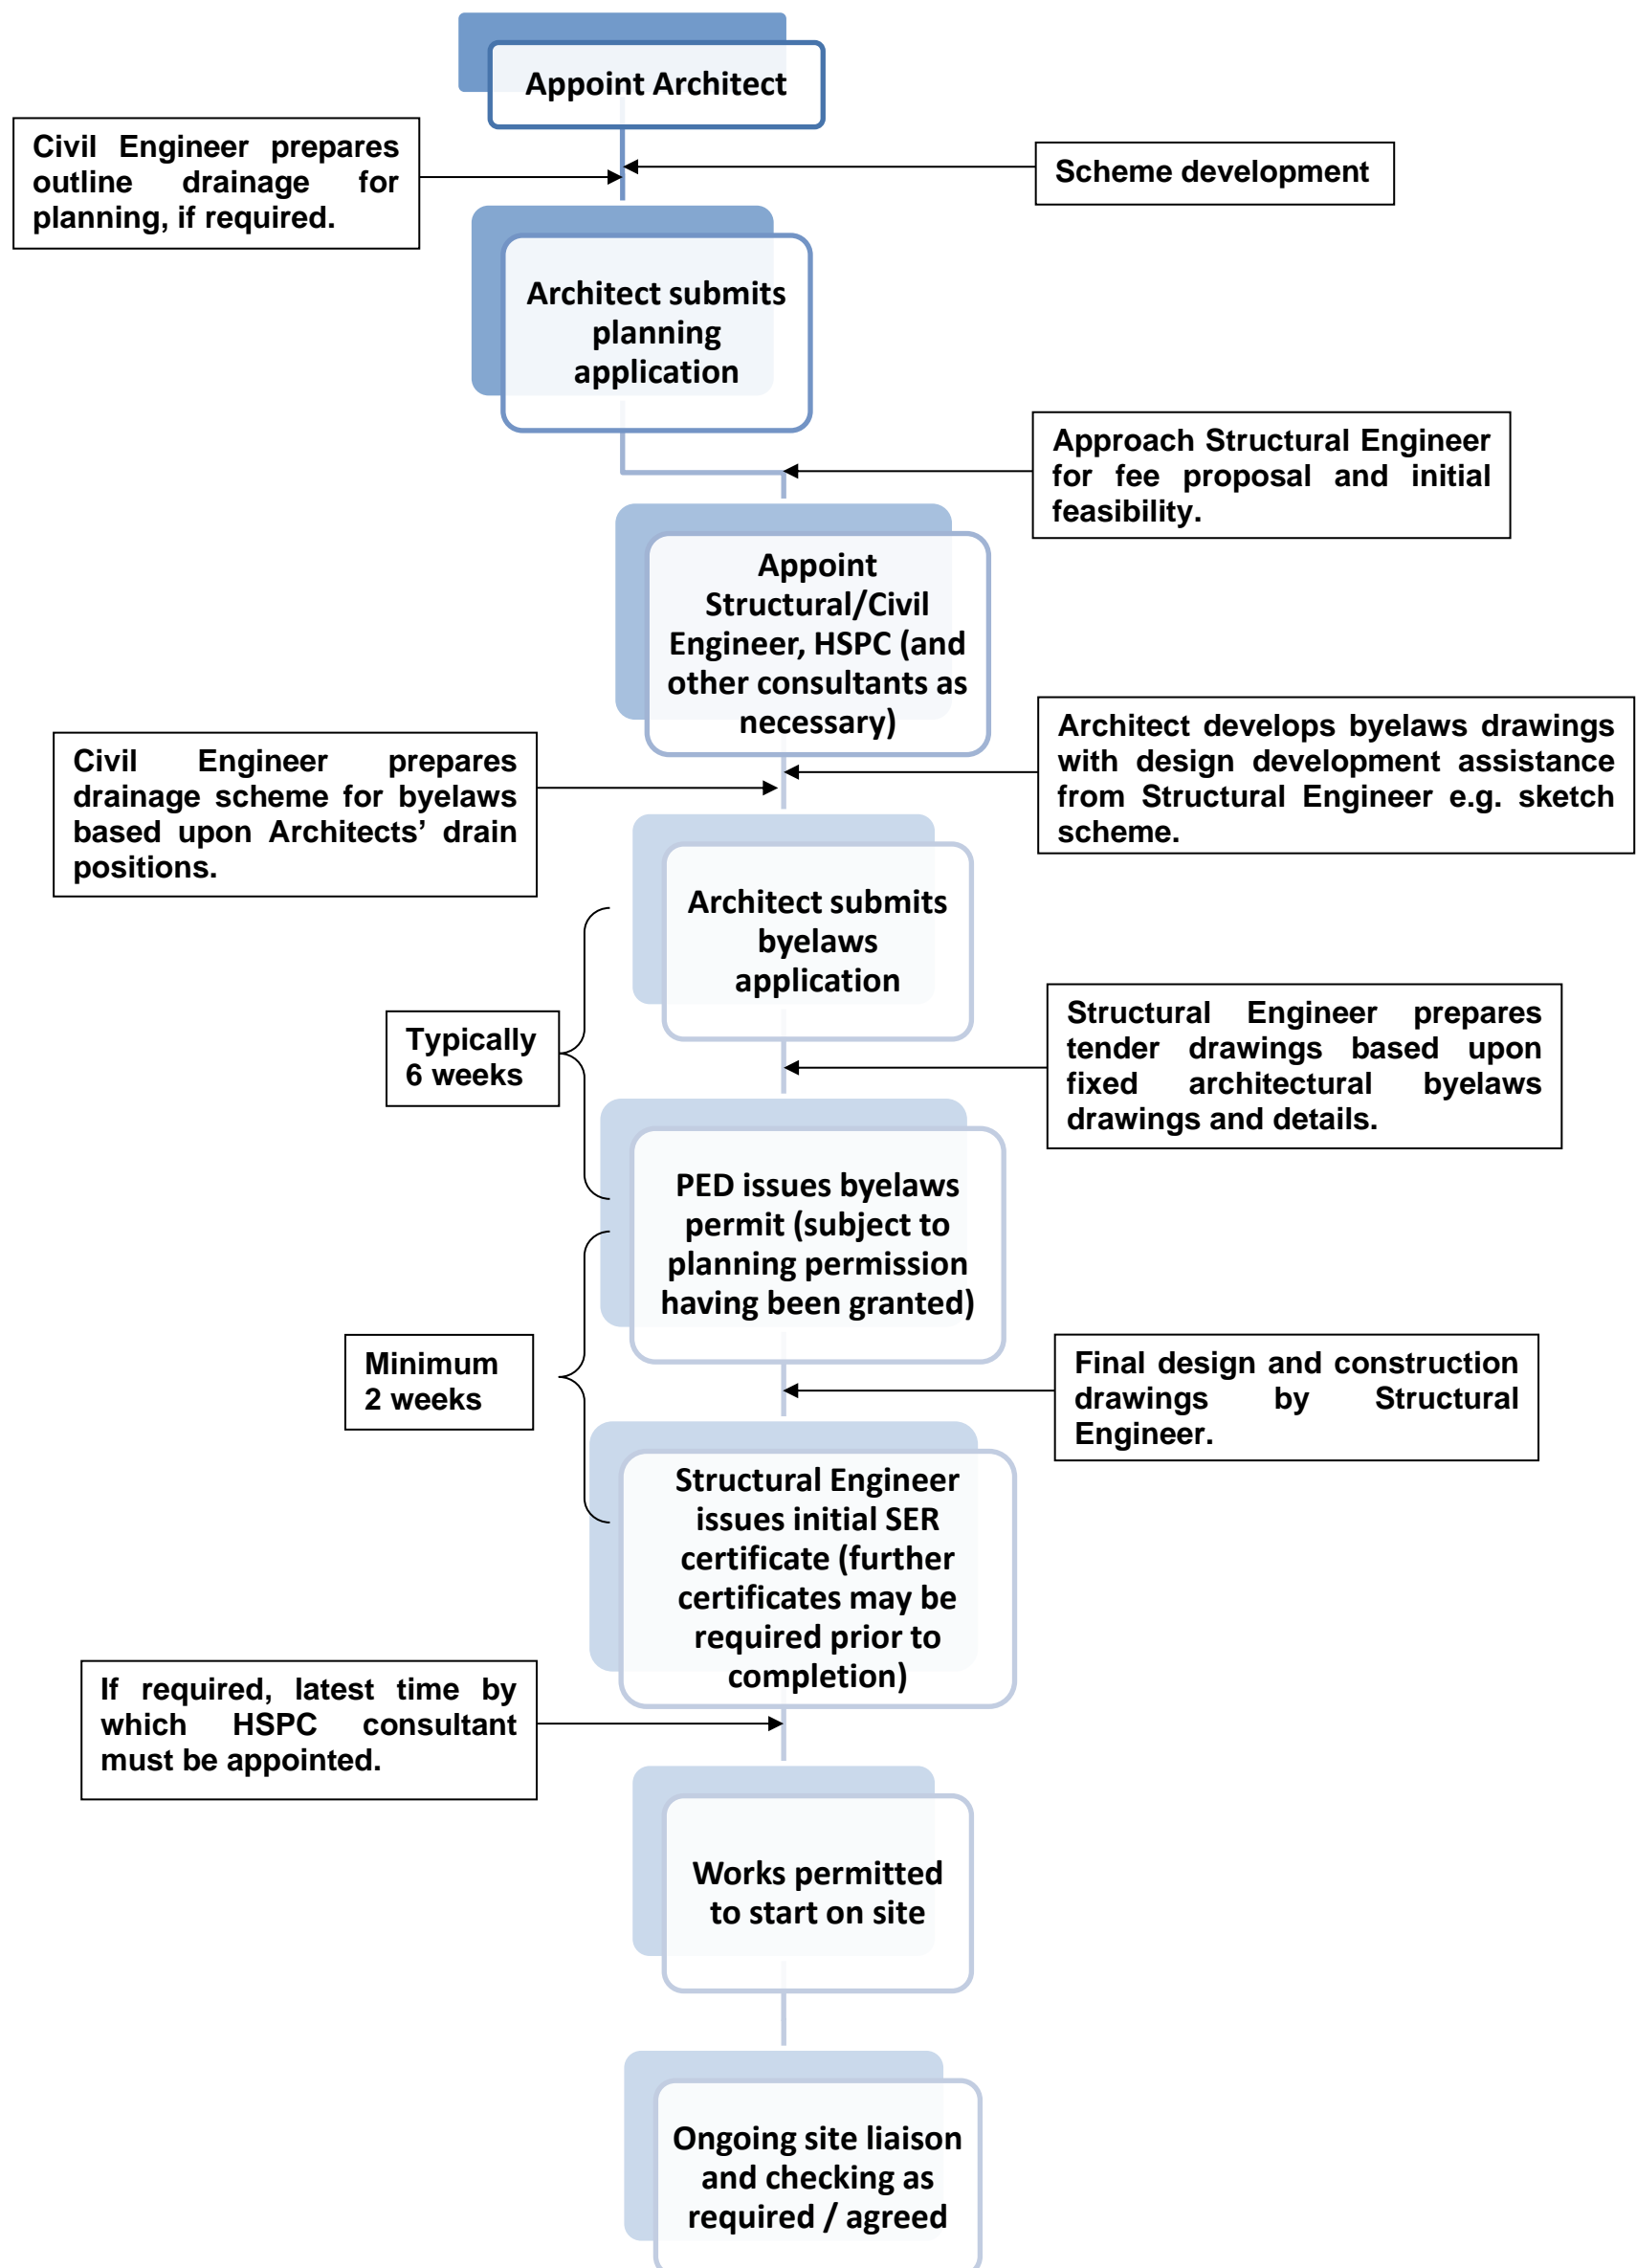 Appoint Architect
Civil Engineer prepares
outline drainage for
planning, if required.
Scheme development
Architect submits
planning
application
Approach Structural Engineer
for fee proposal and initial
feasibility.
Appoint
Structural/Civil
Engineer, HSPC (and
other consultants as
necessary)
Civil Engineer prepares
drainage scheme for byelaws
based upon Architects’ drain
positions.
Architect develops byelaws drawings
with design development assistance
from Structural Engineer e.g. sketch
scheme.
Architect submits
byelaws
application
Typically
6 weeks
Structural Engineer prepares
tender drawings based upon
fixed architectural byelaws
drawings and details.
PED issues byelaws
permit (subject to
planning permission
having been granted)
Minimum
2 weeks
Final design and construction
drawings by Structural
Engineer.
Structural Engineer
issues initial SER
certificate (further
certificates may be
required prior to
completion)
If required, latest time by
which HSPC consultant
must be appointed.
Works permitted
to start on site
Ongoing site liaison
and checking as
required / agreed